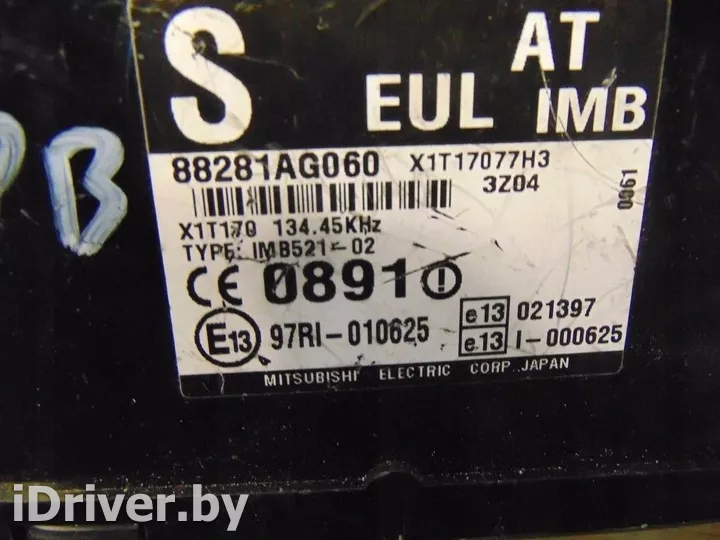 S
AT
EUL IMB
88281AG060 X1T17077H3
3Z04
0061
X1T170 134.45KHz
TYPE: IMB521-02
CE 0891
E13 97RI-010625
e13 021397
e13 I-000625
MITSUBISHI ELECTRIC CORP. JAPAN
B
iDriver.by